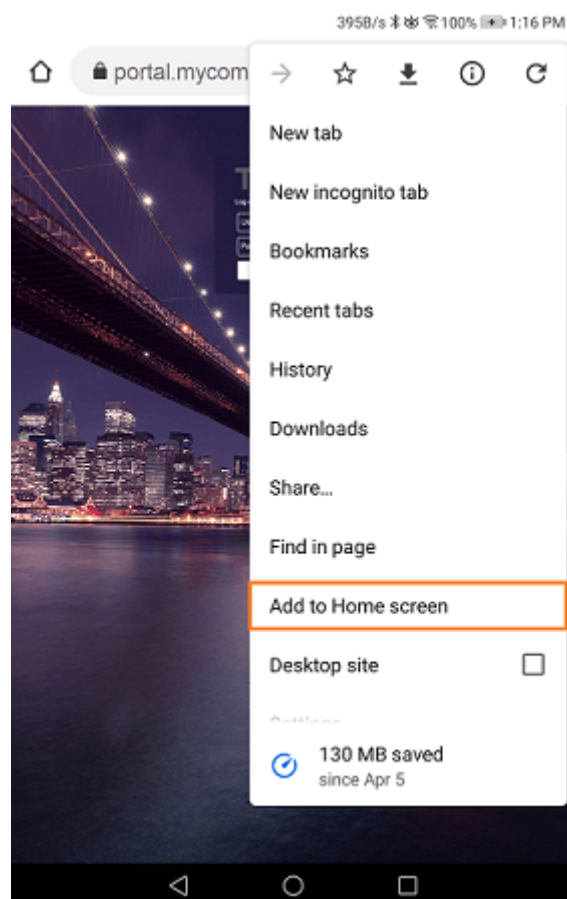 395B/s 100% 1:16 PM
portal.mycom
New tab
New incognito tab
Bookmarks
Recent tabs
History
Downloads
Share...
Find in page
Add to Home screen
Desktop site
Settings
130 MB saved
since Apr 5